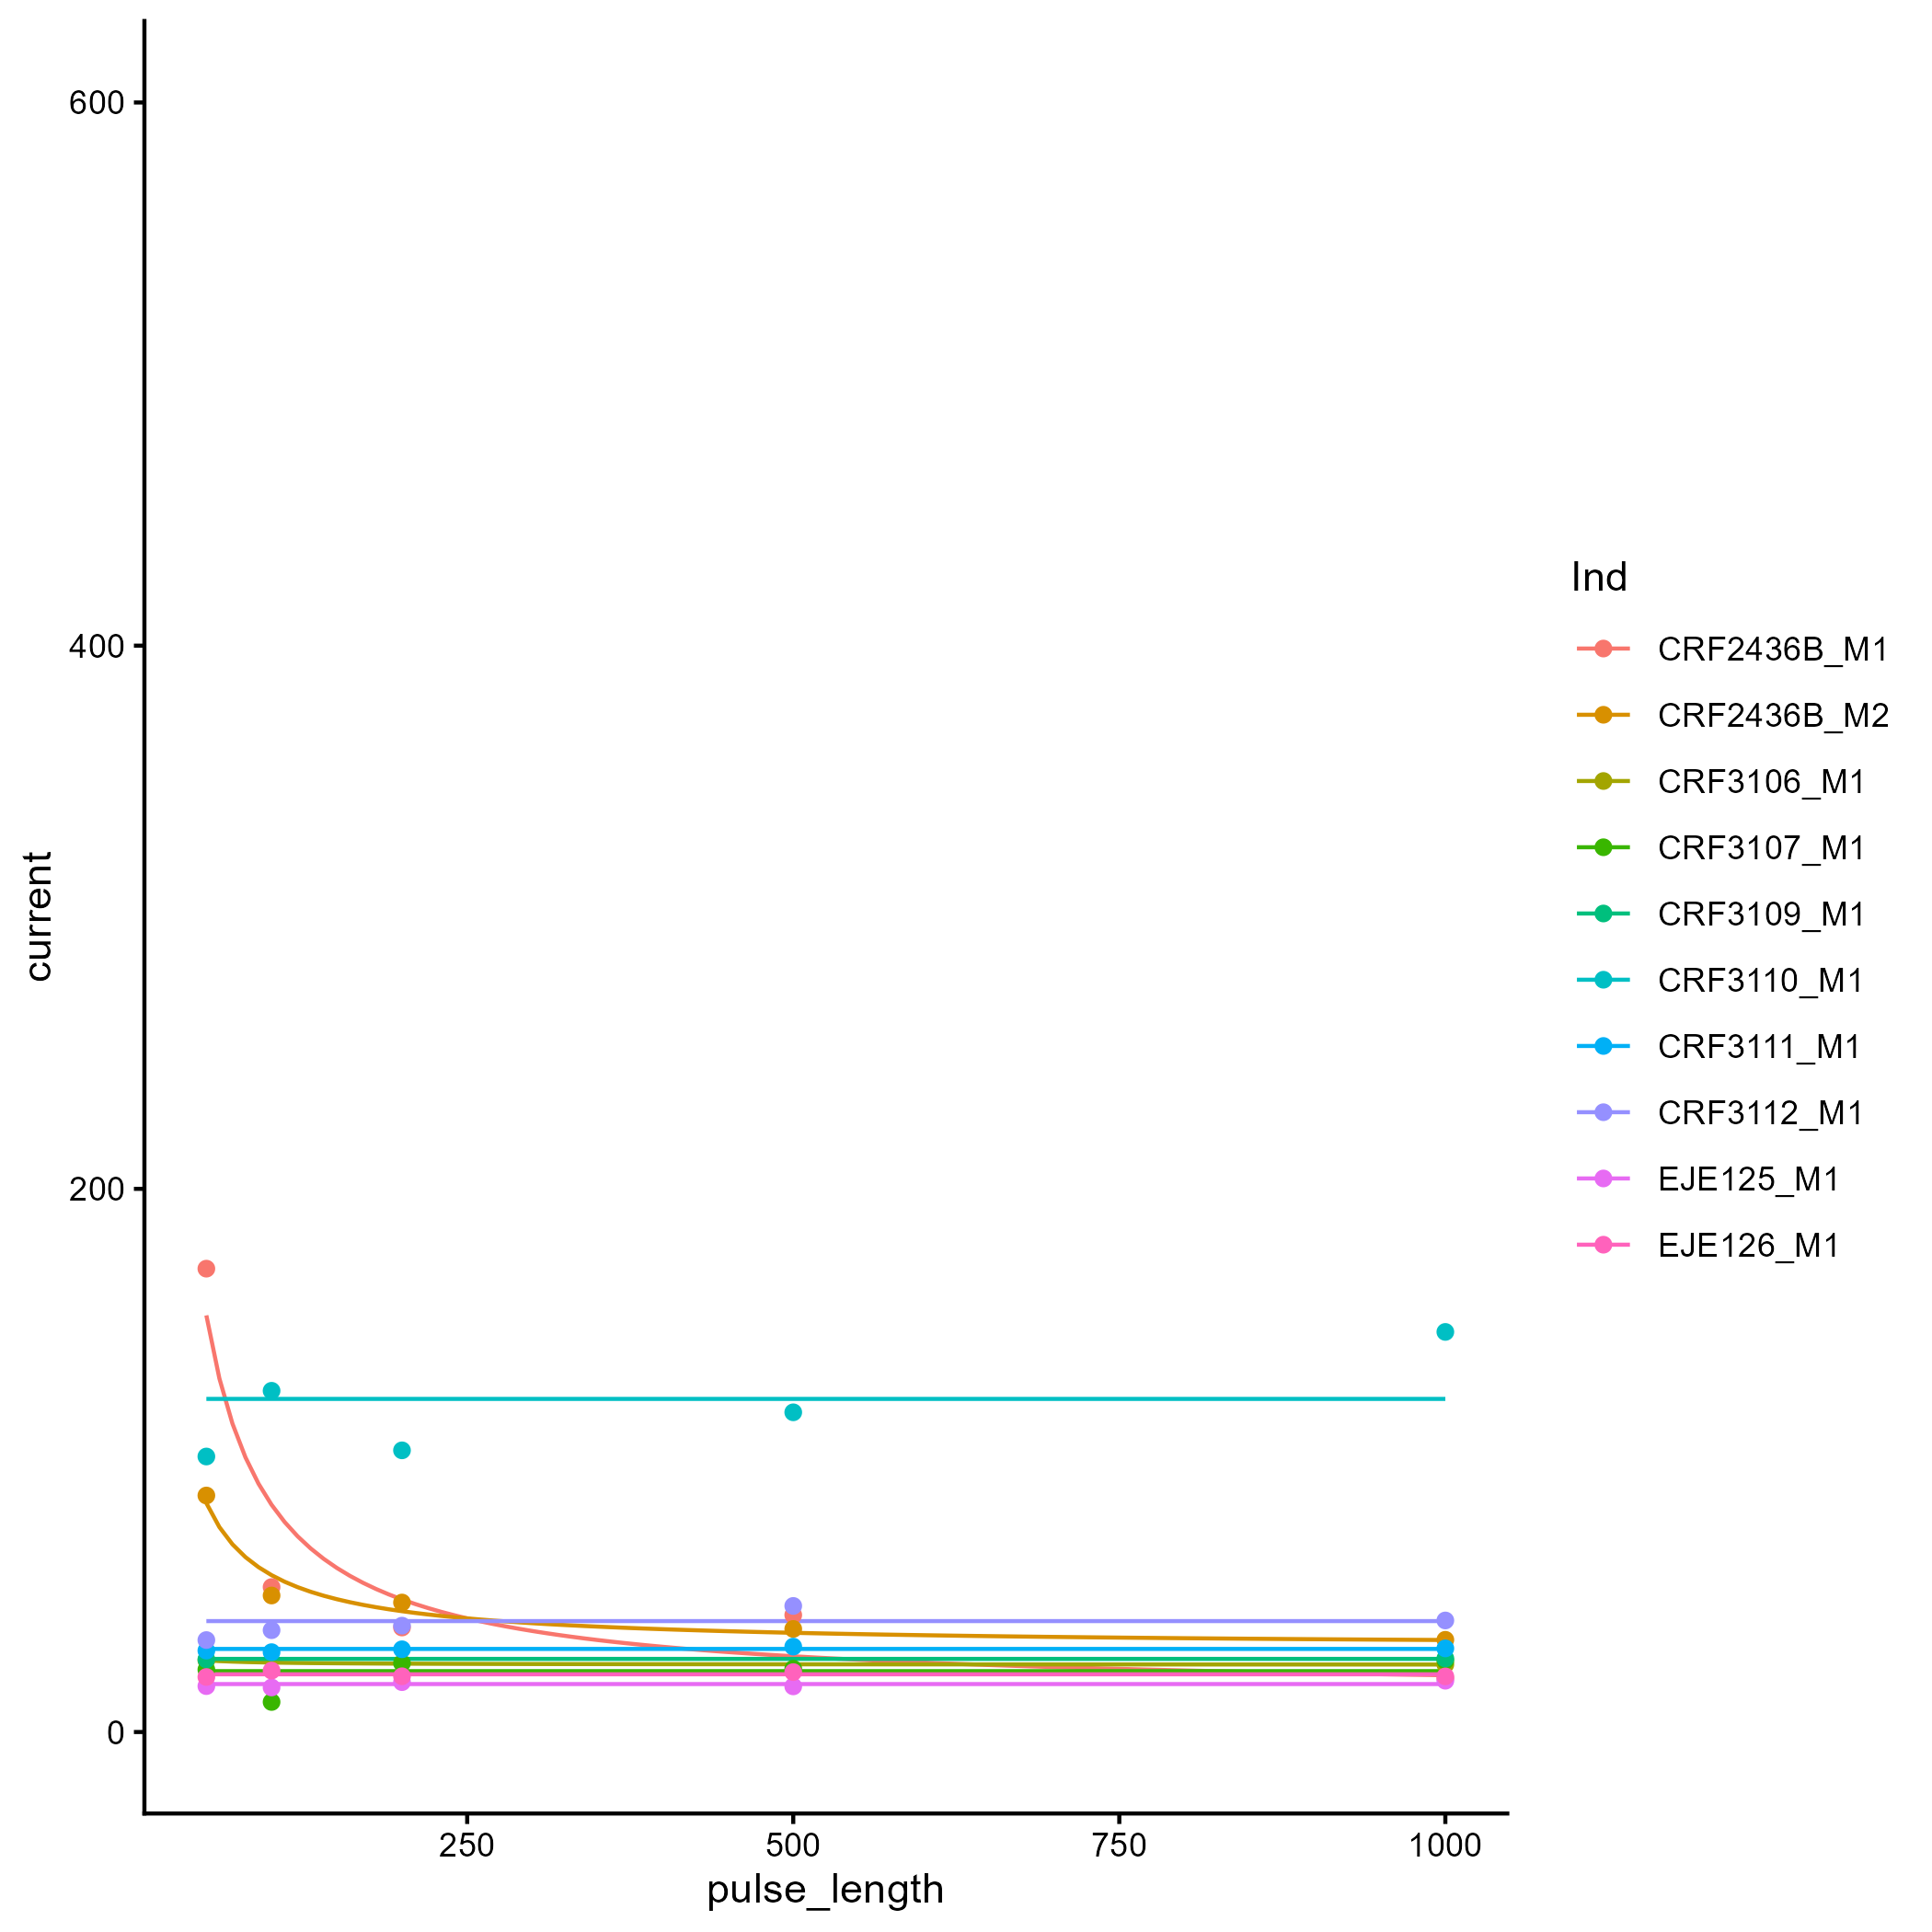 600
400
200
0
current
250
500
750
1000
pulse_length
Ind
CRF2436B_M1
CRF2436B_M2
CRF3106_M1
CRF3107_M1
CRF3109_M1
CRF3110_M1
CRF3111_M1
CRF3112_M1
EJE125_M1
EJE126_M1